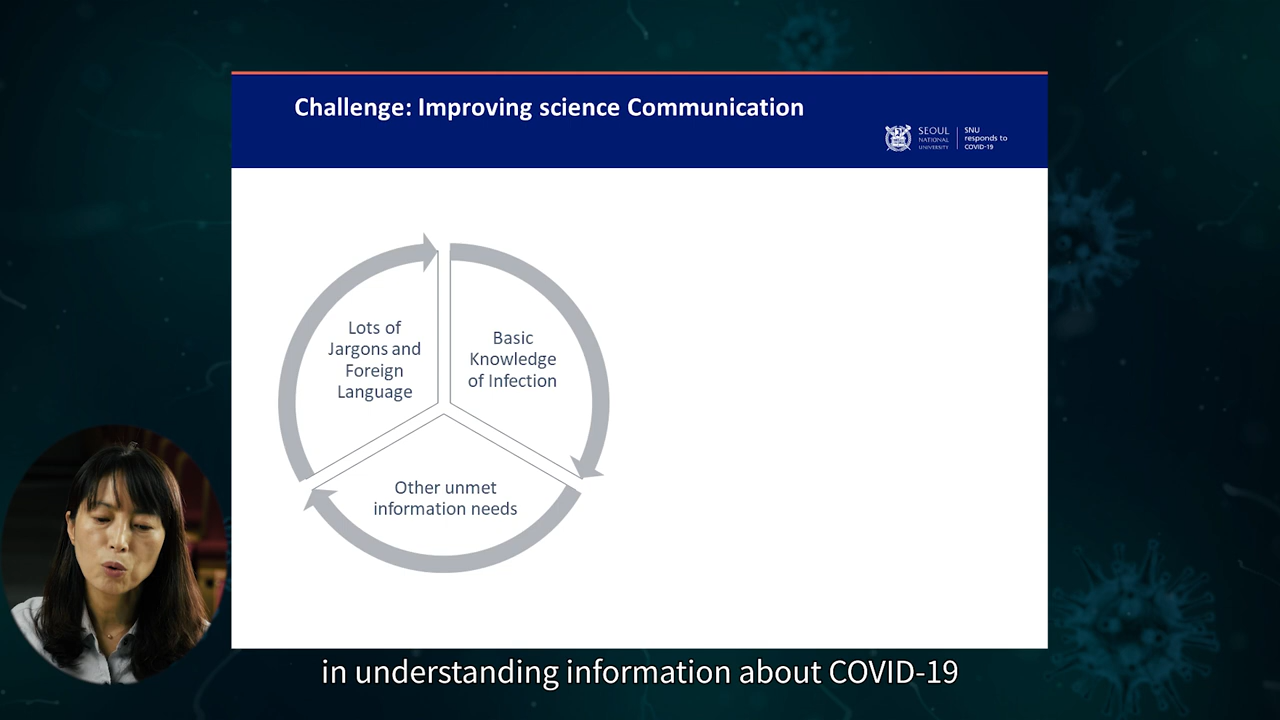 Challenge: Improving science Communication
SEOUL
NATIONAL
UNIVERSITY
SNU
responds to
COVID-19
Lots of
Jargons and
Foreign
Language
Basic
Knowledge
of Infection
Other unmet
information needs
in understanding information about COVID-19